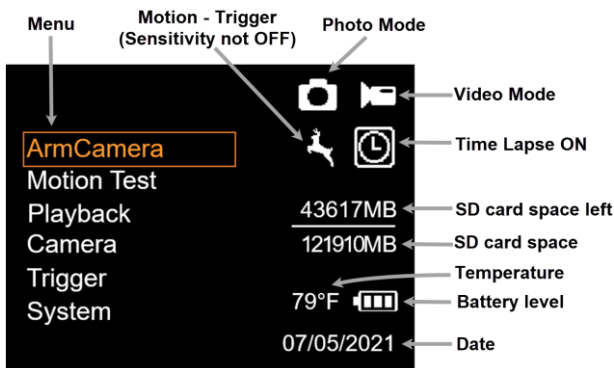 Menu
Motion - Trigger
(Sensitivity not OFF)
Photo Mode
Video Mode
ArmCamera
Time Lapse ON
Motion Test
Playback
43617MB
SD card space left
Camera
121910MB
SD card space
Trigger
Temperature
System
79°F
Battery level
07/05/2021
Date